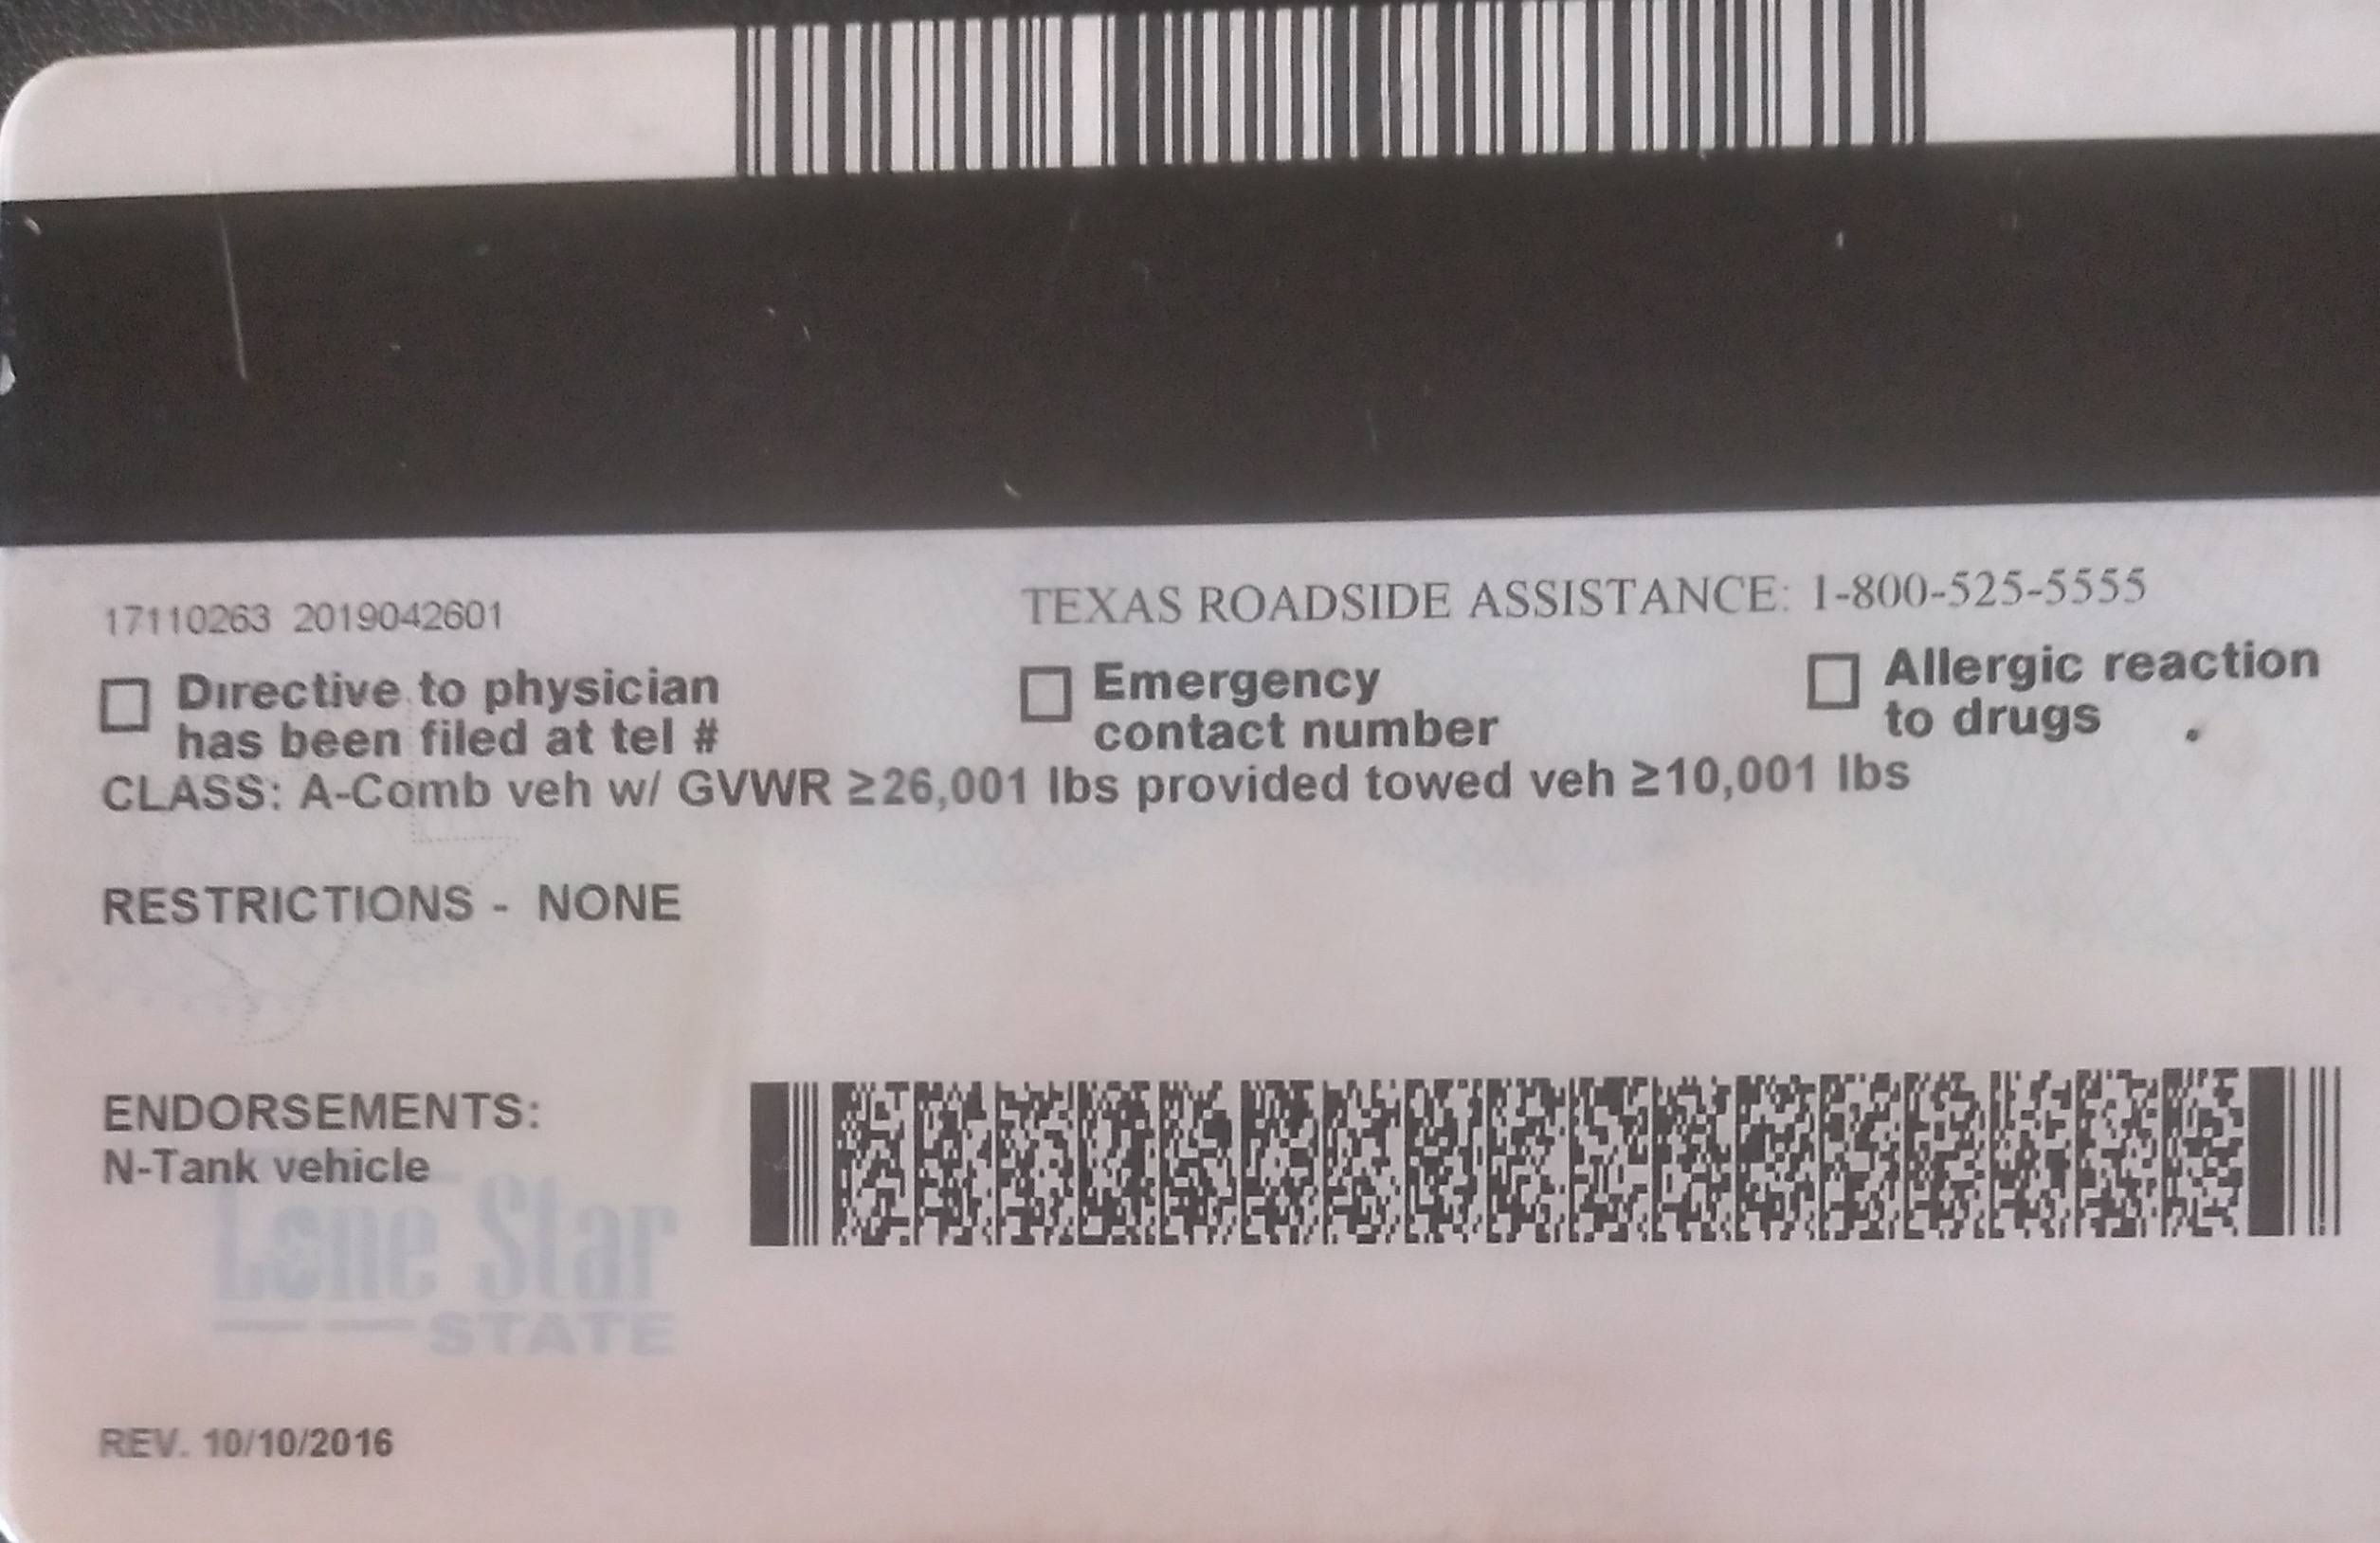 17110263 2019042601
TEXAS ROADSIDE ASSISTANCE: 1-800-525-5555
Directive to physician
has been filed at tel #
Emergency
contact number
Allergic reaction
to drugs
CLASS: A-Comb veh w/ GVWR ≥26,001 lbs provided towed veh ≥10,001 lbs
RESTRICTIONS - NONE
ENDORSEMENTS:
N-Tank vehicle
Lone Star
STATE
REV. 10/10/2016